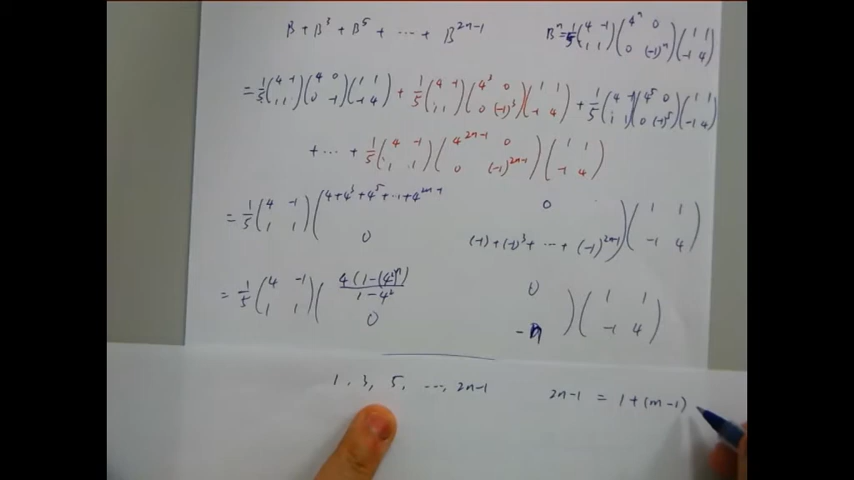 B + B³ + B⁵ + ⋯ + B²ⁿ⁻¹    Bⁿ = 1/5 (4 -1; 1 1)(4ⁿ 0; 0 (-1)ⁿ)(1 1; -1 4)
= 1/5 (4 -1; 1 1)(4 0; 0 -1)(1 1; -1 4) + 1/5 (4 -1; 1 1)(4³ 0; 0 (-1)³)(1 1; -1 4) + 1/5 (4 -1; 1 1)(4⁵ 0; 0 (-1)⁵)(1 1; -1 4)
+ ⋯ + 1/5 (4 -1; 1 1)(4²ⁿ⁻¹ 0; 0 (-1)²ⁿ⁻¹)(1 1; -1 4)
= 1/5 (4 -1; 1 1)(4+4³+4⁵+⋯+4²ⁿ⁻¹ 0; 0 (-1)+(-1)³+⋯+(-1)²ⁿ⁻¹)(1 1; -1 4)
= 1/5 (4 -1; 1 1)(4(1-(4²)ⁿ)/(1-4²) 0; 0 -n)(1 1; -1 4)
1, 3, 5, ⋯, 2n-1    2n-1 = 1+(m-1)